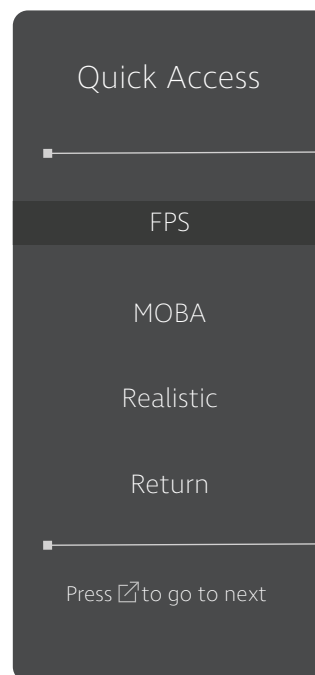 Quick Access
FPS
MOBA
Realistic
Return
Press to go to next